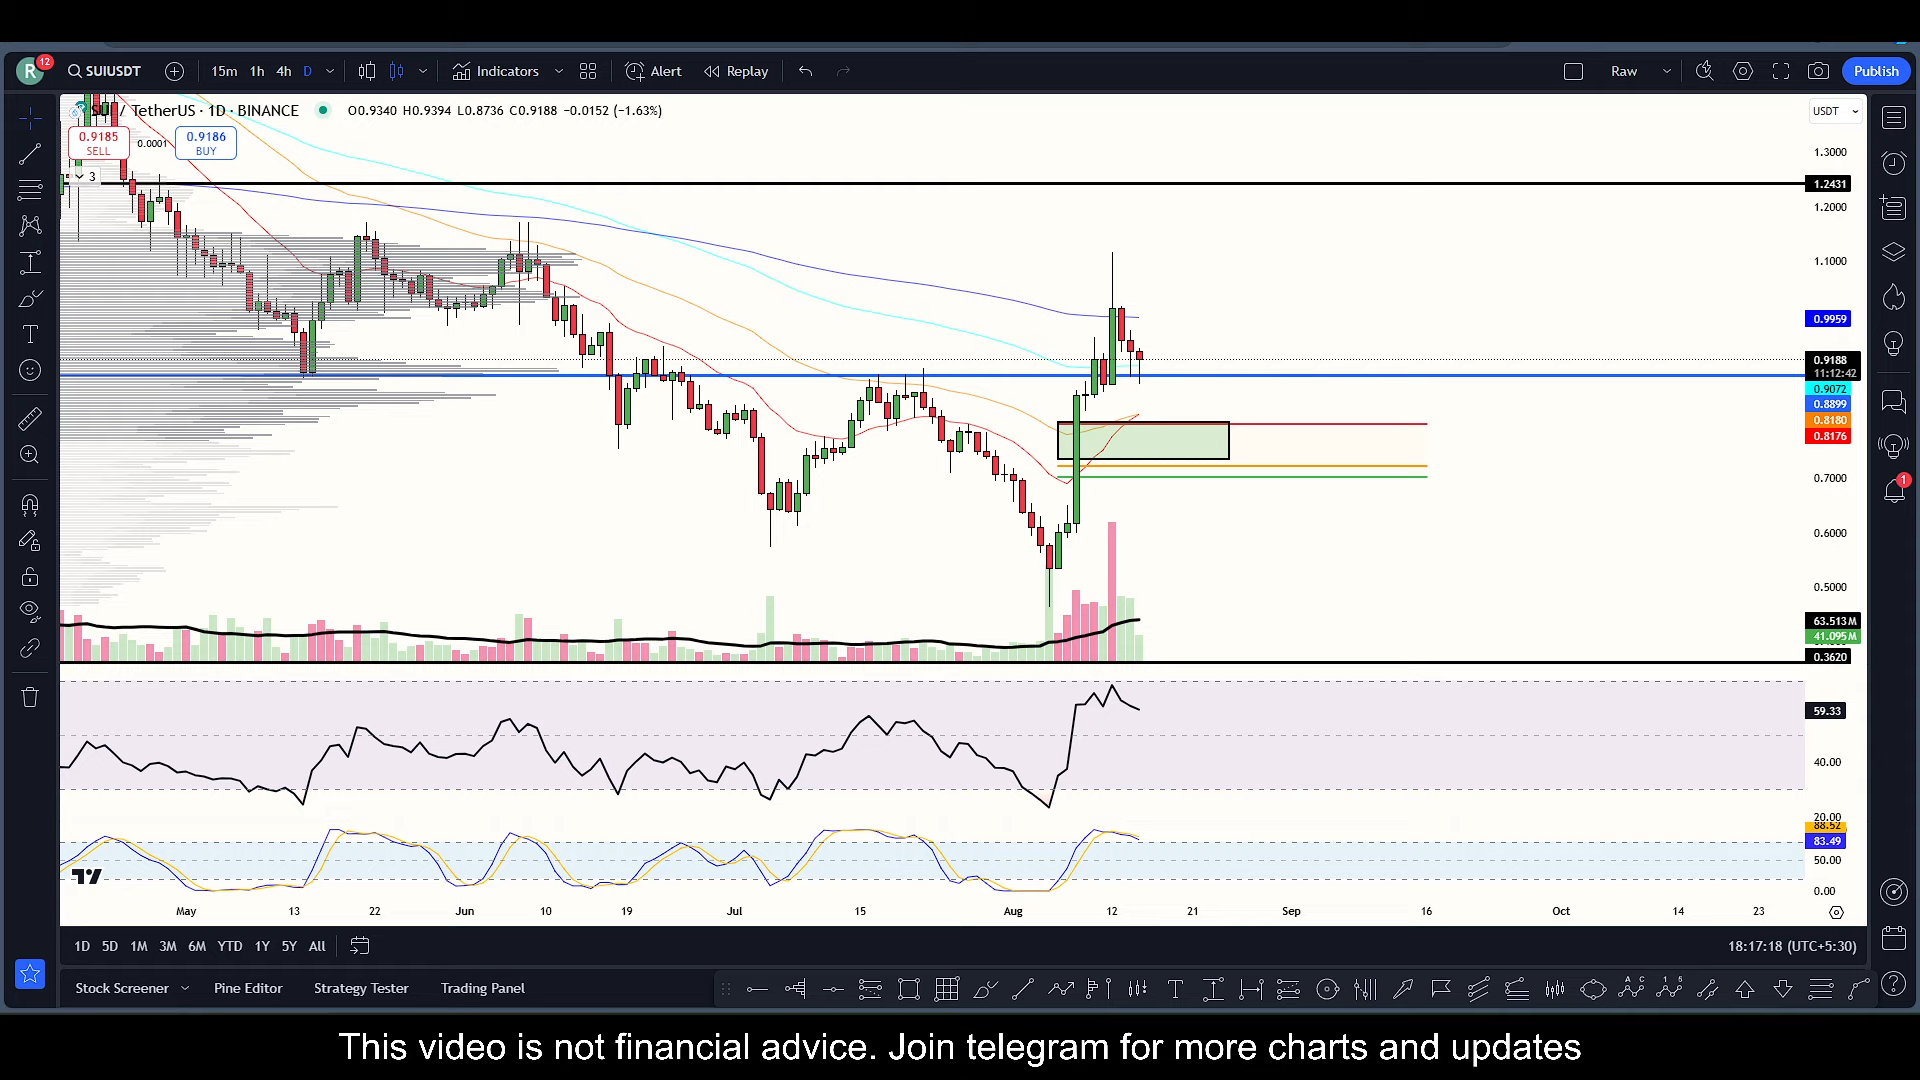 R
12
SUIUSDT
15m 1h 4h D
Indicators
Alert
Replay
Raw
Publish
/ TetherUS · 1D · BINANCE O0.9340 H0.9394 L0.8736 C0.9188 −0.0152 (−1.63%)
0.9185
SELL
0.0001
0.9186
BUY
3
USDT
1.3000
1.2431
1.2000
1.1000
0.9959
0.9188
11:12:42
0.9072
0.8899
0.8180
0.8176
0.7000
0.6000
0.5000
63.513 M
41.095 M
0.3620
59.33
40.00
20.00
88.52
83.49
50.00
0.00
May 13 22 Jun 10 19 Jul 15 Aug 12 21 Sep 16 Oct 14 23
1D 5D 1M 3M 6M YTD 1Y 5Y All
18:17:18 (UTC+5:30)
Stock Screener Pine Editor Strategy Tester Trading Panel
1
This video is not financial advice. Join telegram for more charts and updates